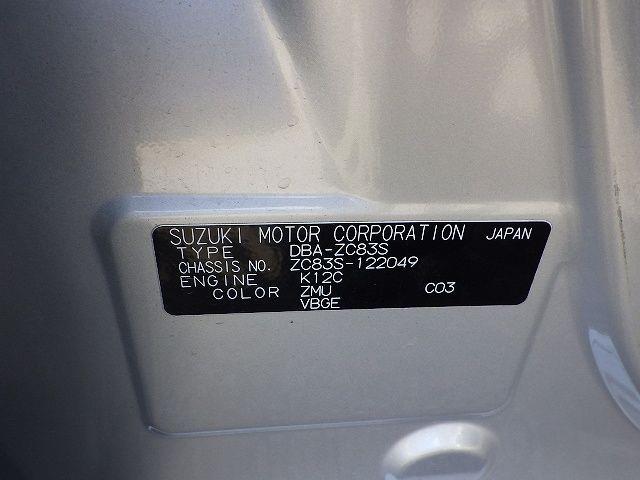 SUZUKI MOTOR CORPORATION JAPAN
TYPE DBA-ZC83S
CHASSIS NO. ZC83S-122049
ENGINE K12C
COLOR ZMU C03
VBGE